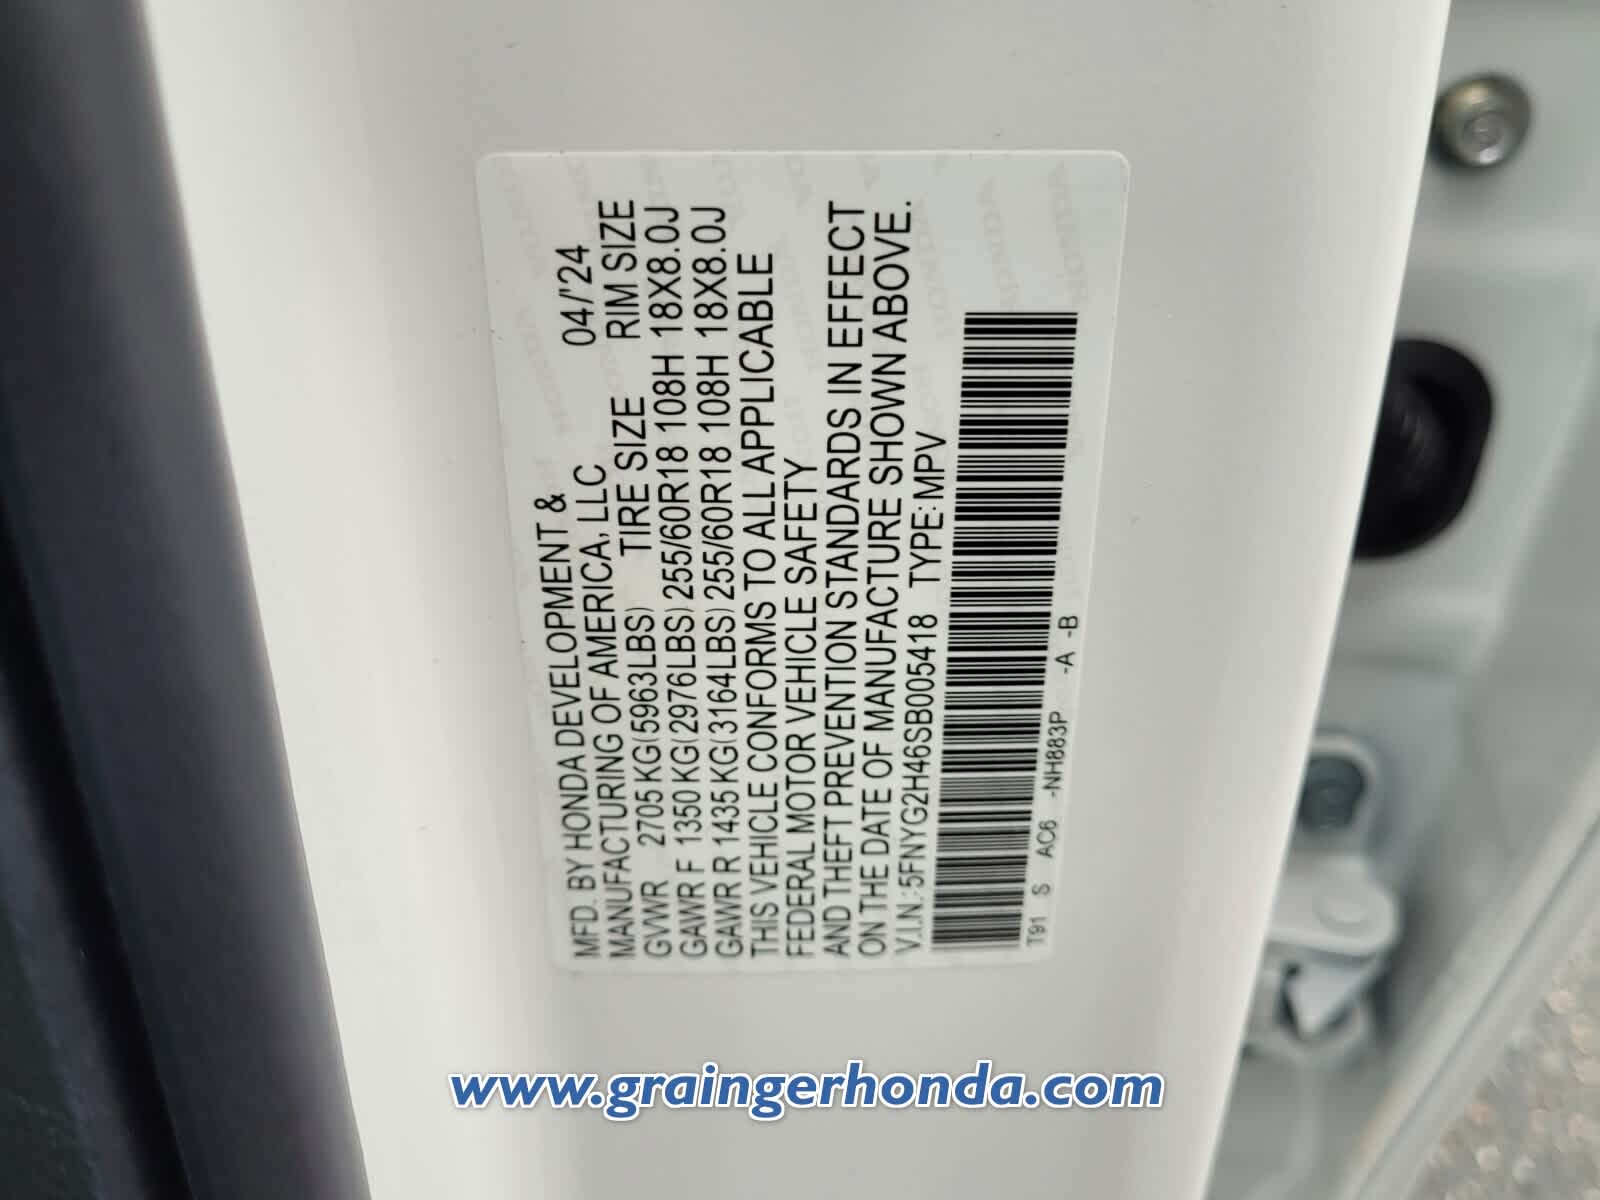 MFD. BY HONDA DEVELOPMENT &
MANUFACTURING OF AMERICA, LLC 04/'24
GVWR 2705 KG(5963LBS) TIRE SIZE RIM SIZE
GAWR F 1350 KG(2976LBS) 255/60R18 108H 18X8.0J
GAWR R 1435 KG(3164LBS) 255/60R18 108H 18X8.0J
THIS VEHICLE CONFORMS TO ALL APPLICABLE
FEDERAL MOTOR VEHICLE SAFETY
AND THEFT PREVENTION STANDARDS IN EFFECT
ON THE DATE OF MANUFACTURE SHOWN ABOVE.
V.I.N.:5FNYG2H46SB005418 TYPE: MPV
T91 S AC6 -NH883P -A -B
www.graingerhonda.com